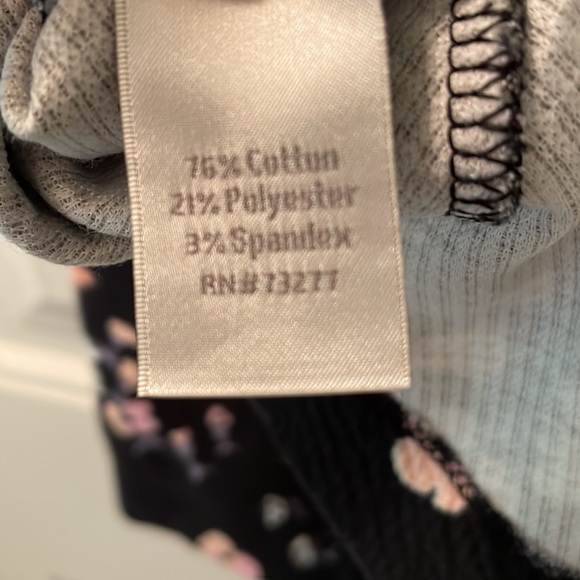 76% Cotton
21% Polyester
3% Spandex
RN# 73277